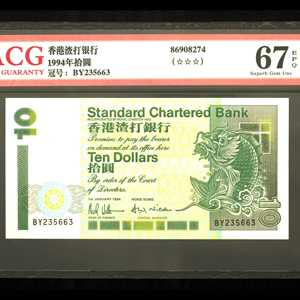 ACG
GUARANTY
香港渣打银行
1994年拾圆
冠号：BY235663
86908274
(☆☆☆)
67 EPQ
Superb Gem Unc
10
Standard Chartered Bank
香港渣打銀行
Promises to pay the bearer
on demand at its office here
Ten Dollars
拾圓
By order of the Court
of Directors.
1 JANUARY 1994 HONG KONG
BY235663
BY235663
10